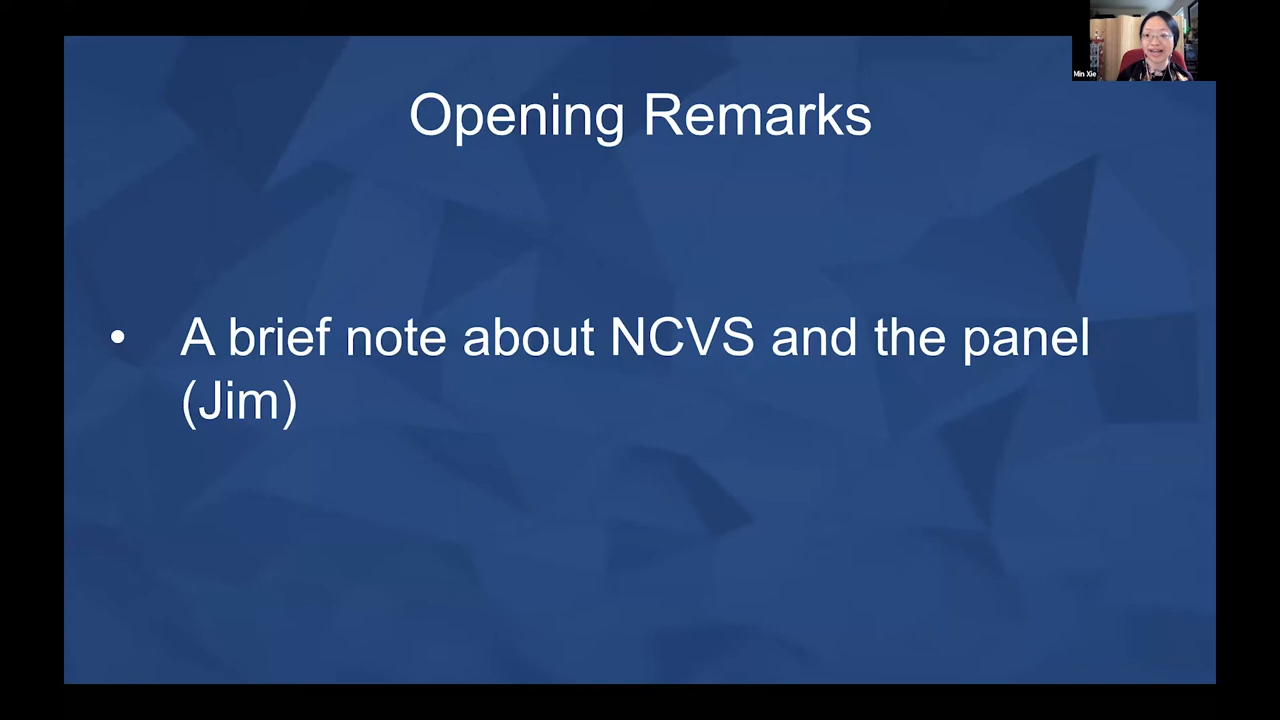 Min Xie
Opening Remarks
• A brief note about NCVS and the panel
(Jim)